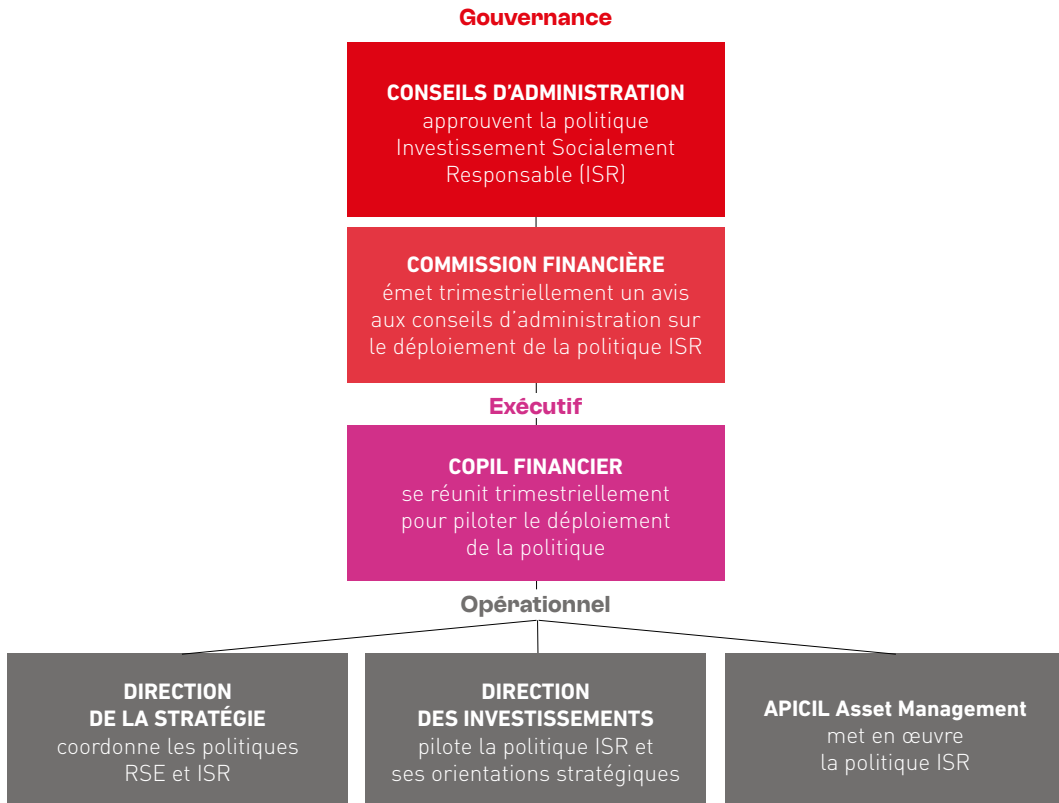 Gouvernance
CONSEILS D'ADMINISTRATION
approuvent la politique
Investissement Socialement
Responsable (ISR)
COMMISSION FINANCIÈRE
émet trimestriellement un avis
aux conseils d'administration sur
le déploiement de la politique ISR
Exécutif
COPIL FINANCIER
se réunit trimestriellement
pour piloter le déploiement
de la politique
Opérationnel
DIRECTION
DE LA STRATÉGIE
coordonne les politiques
RSE et ISR
DIRECTION
DES INVESTISSEMENTS
pilote la politique ISR et
ses orientations stratégiques
APICIL Asset Management
met en œuvre
la politique ISR